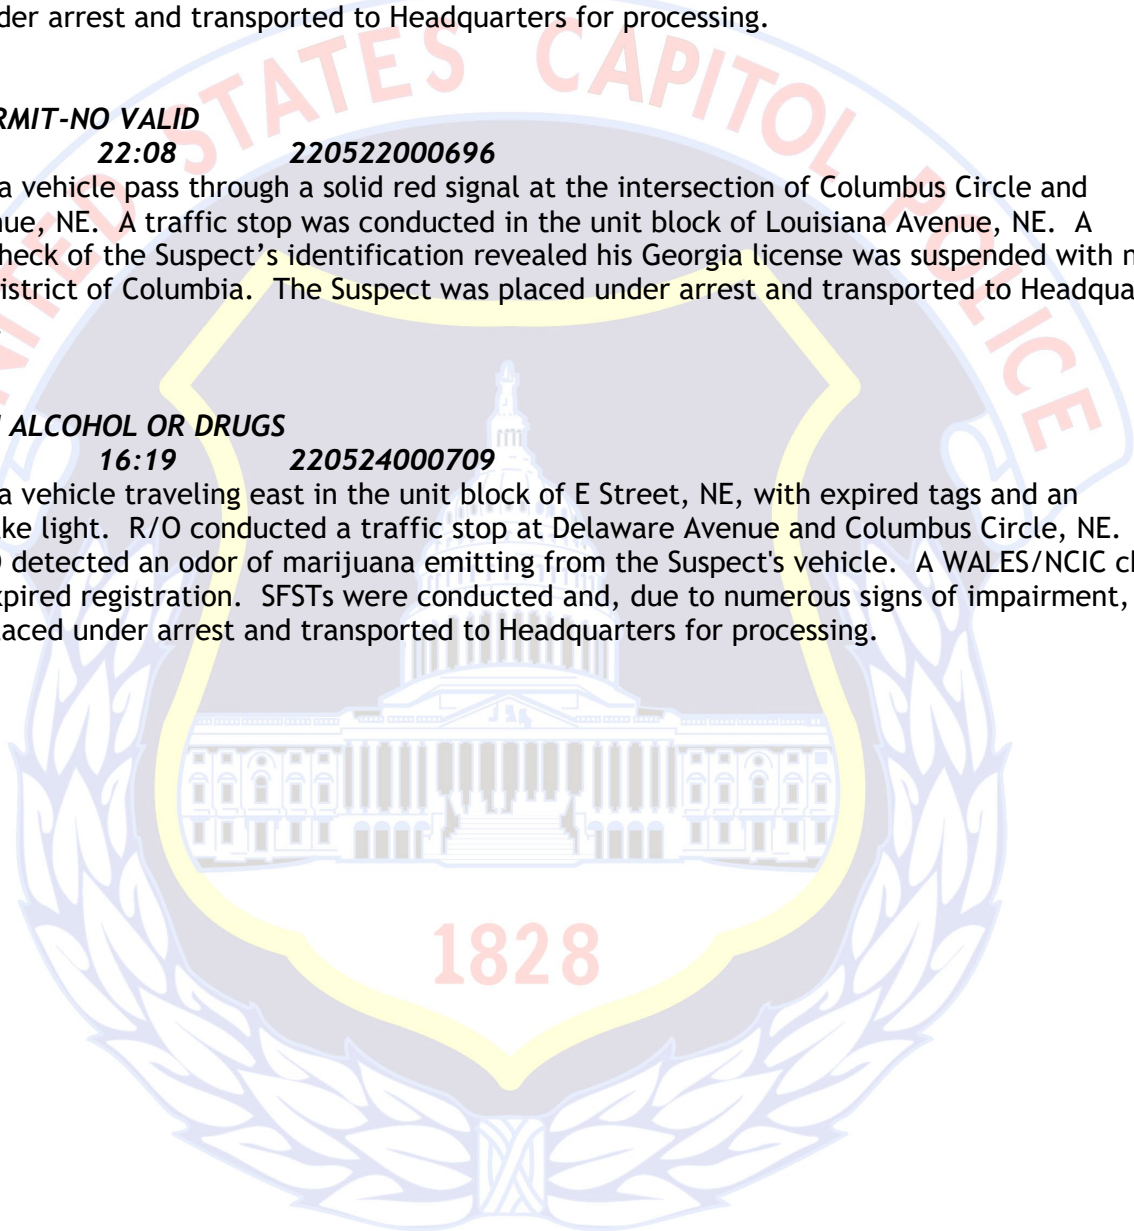 der arrest and transported to Headquarters for processing.
RMIT-NO VALID
22:08 220522000696
a vehicle pass through a solid red signal at the intersection of Columbus Circle and
nue, NE. A traffic stop was conducted in the unit block of Louisiana Avenue, NE. A
heck of the Suspect’s identification revealed his Georgia license was suspended with n
istrict of Columbia. The Suspect was placed under arrest and transported to Headqua
ALCOHOL OR DRUGS
16:19 220524000709
a vehicle traveling east in the unit block of E Street, NE, with expired tags and an
ke light. R/O conducted a traffic stop at Delaware Avenue and Columbus Circle, NE.
detected an odor of marijuana emitting from the Suspect's vehicle. A WALES/NCIC c
xpired registration. SFSTs were conducted and, due to numerous signs of impairment,
laced under arrest and transported to Headquarters for processing.
UNITED STATES CAPITOL POLICE
1828